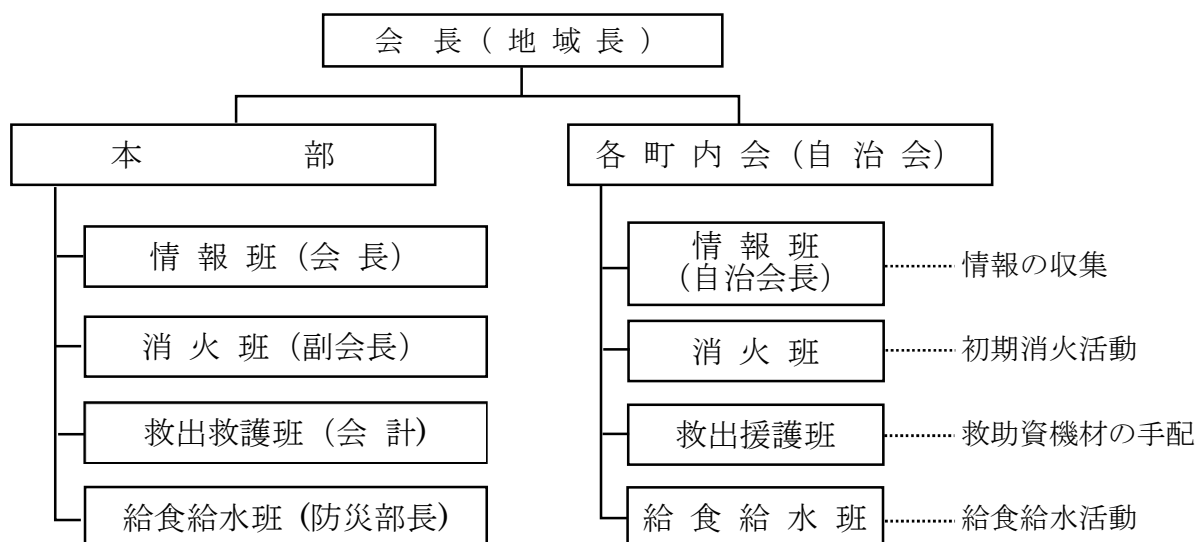 会 長（地 域 長）
本 部
各 町 内 会（自 治 会）
情 報 班（会 長）
消 火 班（副会長）
救出救護班（会 計）
給食給水班（防災部長）
情 報 班
（自治会長）
情報の収集
消 火 班
初期消火活動
救出援護班
救助資機材の手配
給 食 給 水 班
給食給水活動